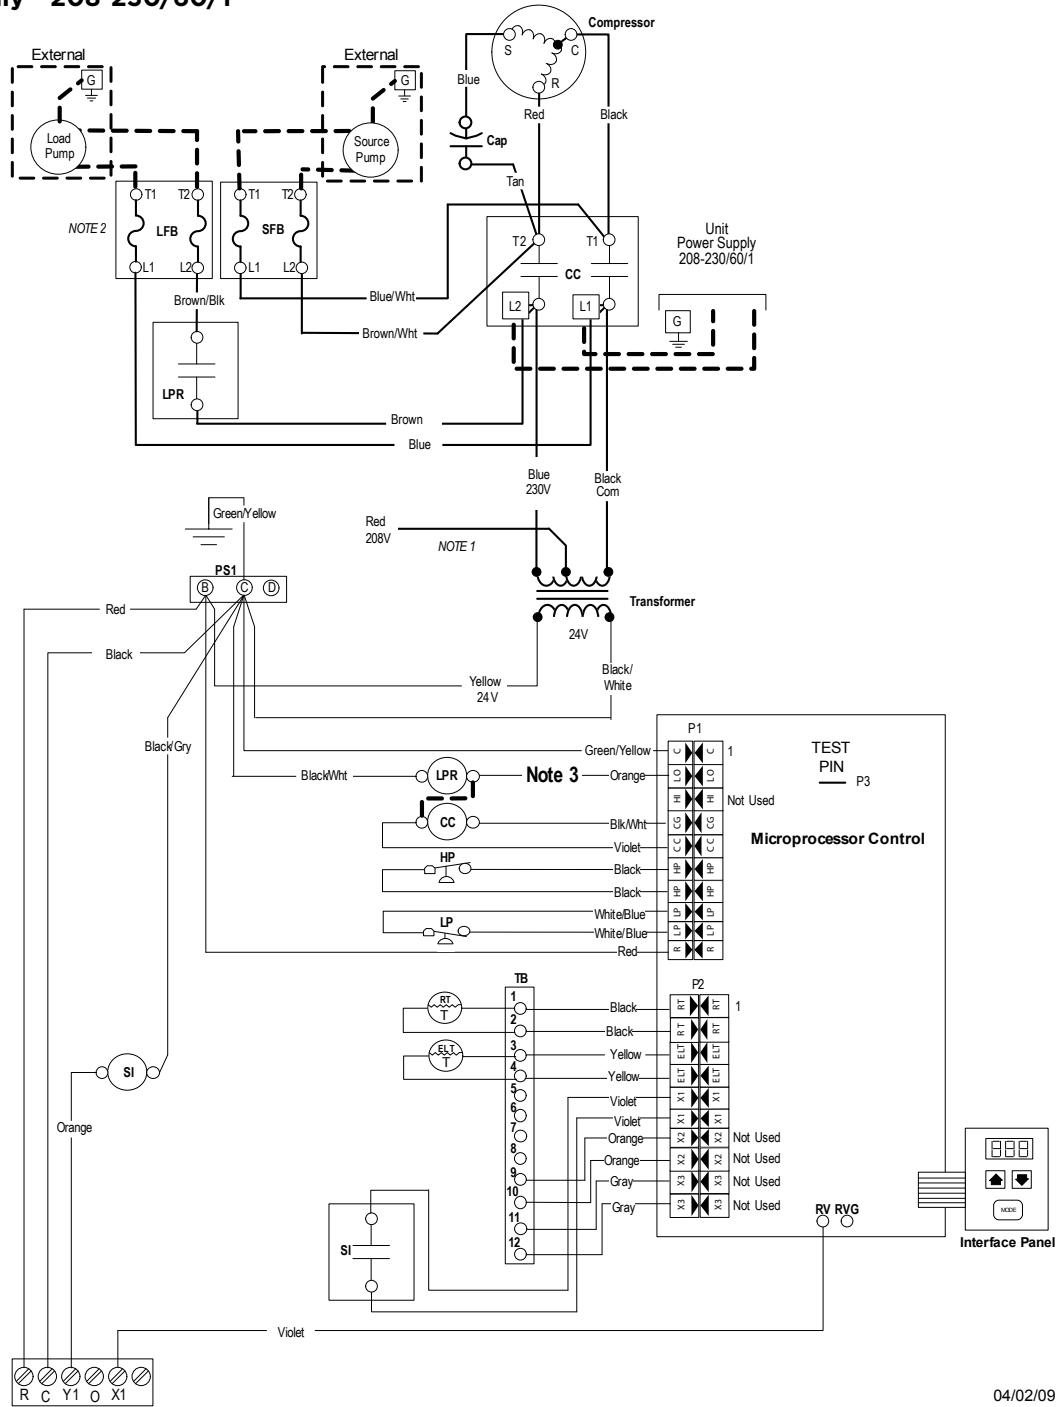 208-230/60/1
External
External
Compressor
S
C
R
G
G
Blue
Red
Black
Cap
Tan
Load
Pump
Source
Pump
T1
T2
T1
T2
NOTE 2
LFB
SFB
L1
L2
L1
L2
T2
T1
CC
L2
L1
Unit
Power Supply
208-230/60/1
G
Brown/Blk
Blue/Wht
Brown/Wht
LPR
Brown
Blue
Blue
230V
Black
Com
Green/Yellow
Red
208V
NOTE 1
PS1
B
C
D
Transformer
24V
Red
Black
Yellow
24 V
Black/
White
Black/Gry
P1
Green/Yellow
C
C
1
TEST
PIN
P3
Black/Wht
LPR
Note 3
Orange
LO
LO
HI
HI
Not Used
CC
Blk/Wht
CG
CG
Microprocessor Control
Violet
CC
CC
HP
Black
HP
HP
Black
HP
HP
White/Blue
LP
LP
LP
White/Blue
LP
LP
Red
R
R
TB
P2
RT
T
1
Black
RT
RT
1
2
Black
RT
RT
ELT
T
3
Yellow
ELT
ELT
4
Yellow
ELT
ELT
5
Violet
X1
X1
6
Violet
X1
X1
7
Orange
X2
X2
Not Used
8
Orange
X2
X2
Not Used
9
Gray
X3
X3
Not Used
10
Gray
X3
X3
Not Used
11
12
SI
Orange
SI
RV
RVG
888
MODE
Interface Panel
Violet
R
C
Y1
O
X1
04/02/09